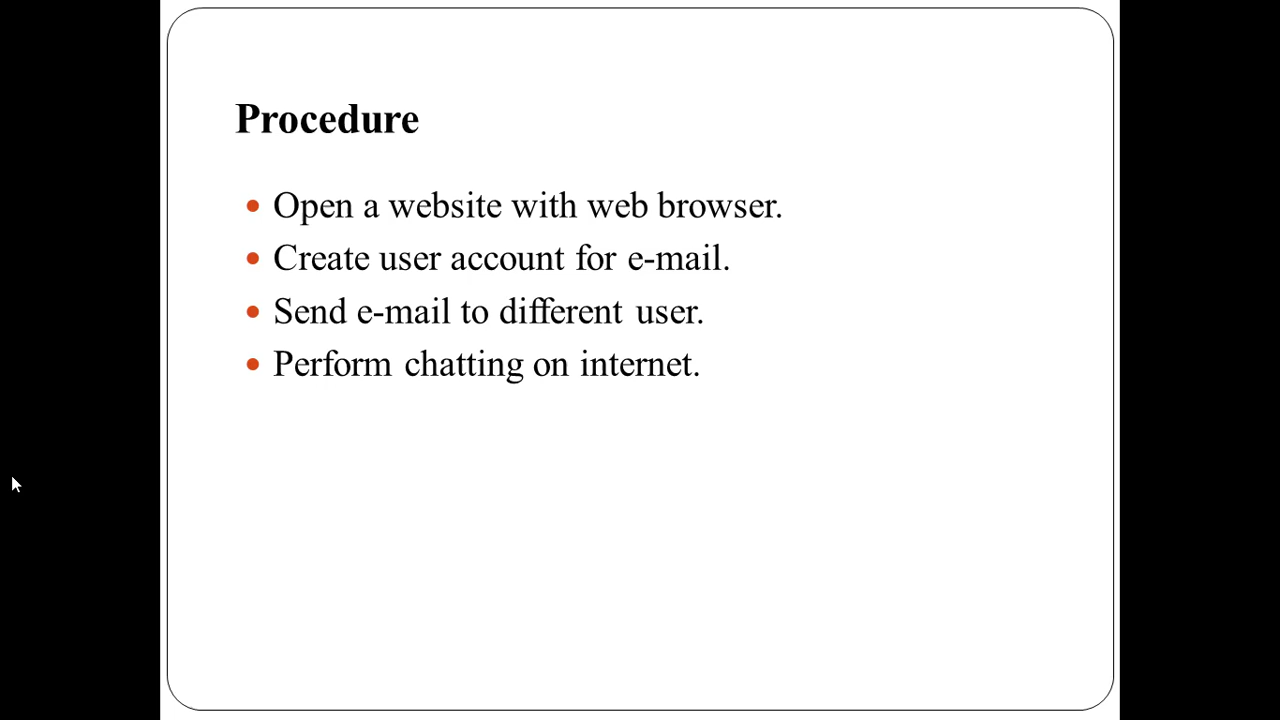 Procedure
Open a website with web browser.
Create user account for e-mail.
Send e-mail to different user.
Perform chatting on internet.